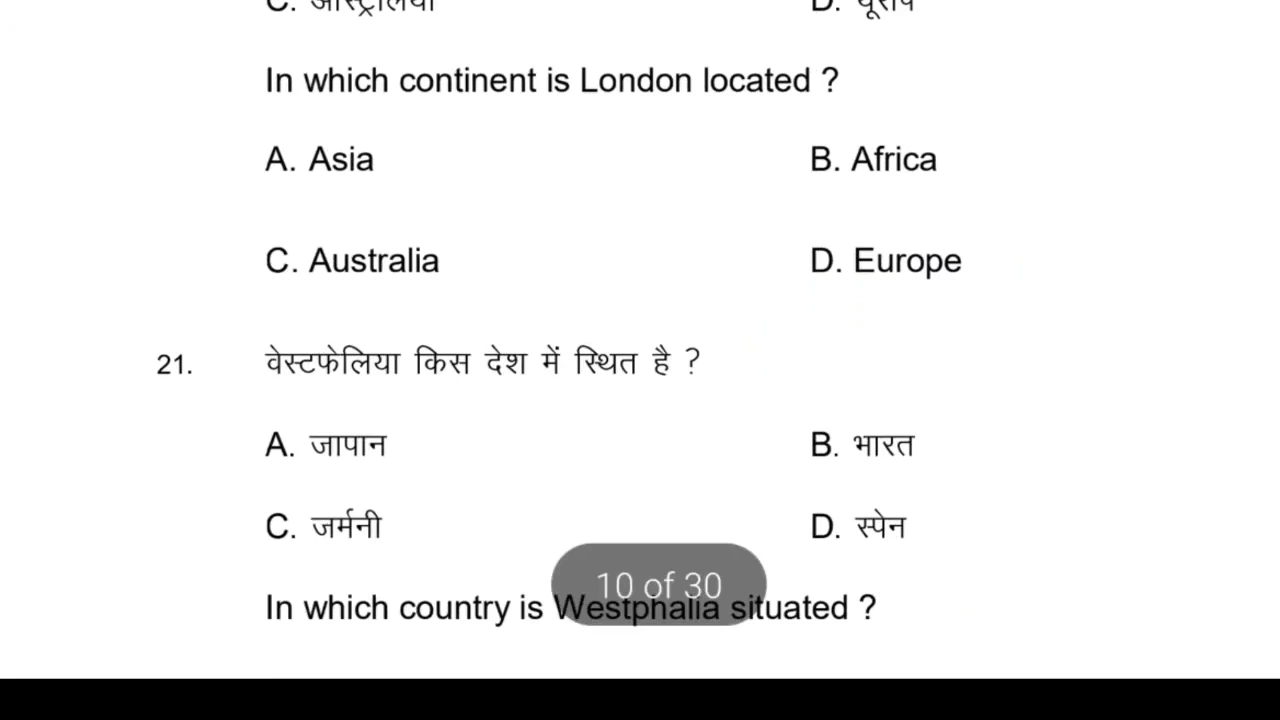 C. ऑस्ट्रेलिया D. यूरोप
In which continent is London located ?
A. Asia B. Africa
C. Australia D. Europe
21. वेस्टफेलिया किस देश में स्थित है ?
A. जापान B. भारत
C. जर्मनी D. स्पेन
10 of 30
In which country is Westphalia situated ?